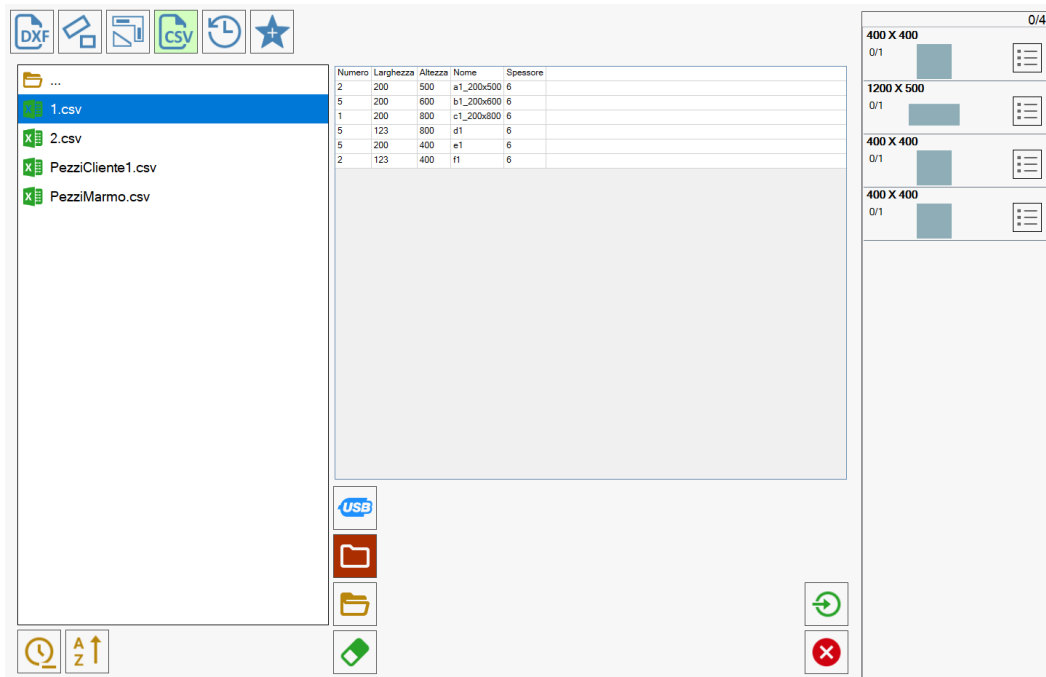 DXF CSV
...
1.csv
2.csv
PezziCliente1.csv
PezziMarmo.csv
A
Z
Numero Larghezza Altezza Nome Spessore
2 200 500 a1_200x500 6
5 200 600 b1_200x600 6
1 200 800 c1_200x800 6
5 123 800 d1 6
5 200 400 e1 6
2 123 400 f1 6
USB
0/4
400 X 400
0/1
1200 X 500
0/1
400 X 400
0/1
400 X 400
0/1